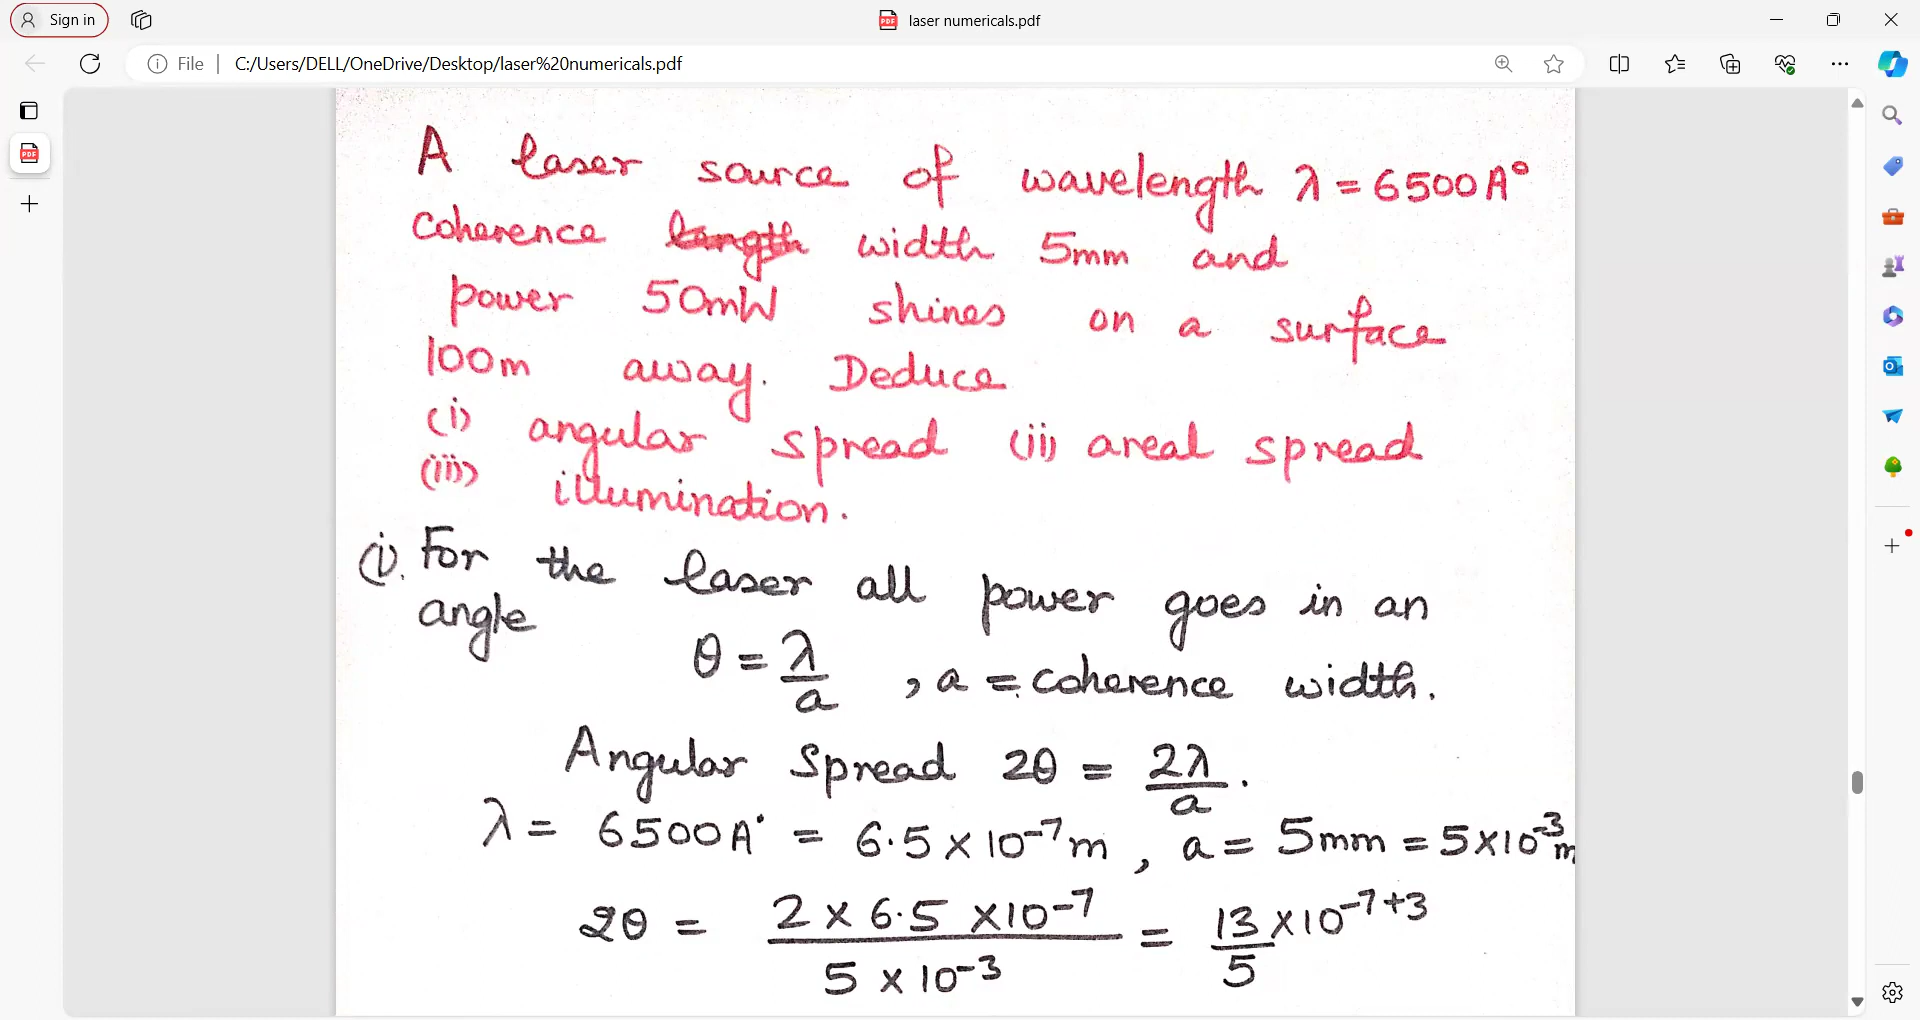 Sign in
laser numericals.pdf
File | C:/Users/DELL/OneDrive/Desktop/laser%20numericals.pdf
A laser source of wavelength λ = 6500 A°
coherence length width 5mm and
power 50mW shines on a surface
100m away. Deduce
(i) angular spread (ii) areal spread
(iii) illumination.
(i). For the laser all power goes in an
angle
θ = λ/a , a = coherence width.
Angular Spread 2θ = 2λ/a .
λ = 6500A° = 6.5 × 10⁻⁷ m , a = 5mm = 5×10⁻³ m
2θ = (2 × 6.5 × 10⁻⁷)/(5 × 10⁻³) = 13/5 × 10⁻⁷⁺³